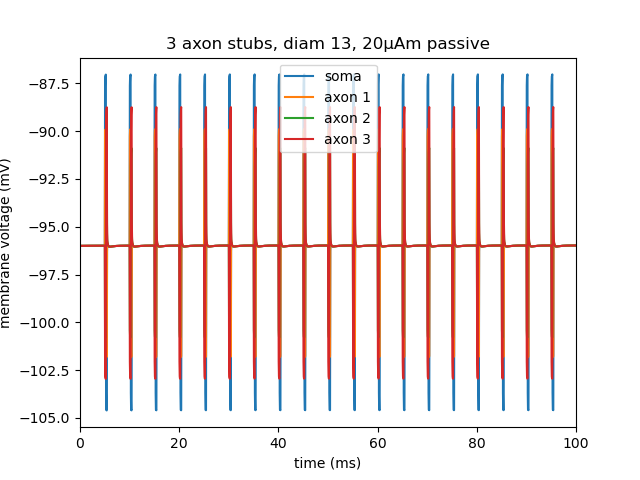 3 axon stubs, diam 13, 20μAm passive
soma
axon 1
axon 2
axon 3
−87.5
−90.0
−92.5
−95.0
−97.5
−100.0
−102.5
−105.0
membrane voltage (mV)
0 20 40 60 80 100
time (ms)